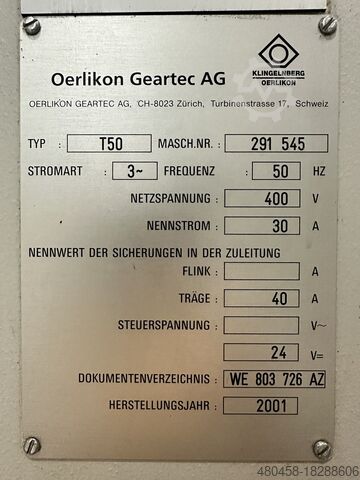 KLINGELNBERG
OERLIKON
Oerlikon Geartec AG
OERLIKON GEARTEC AG, CH-8023 Zürich, Turbinenstrasse 17, Schweiz
TYP : T50 MASCH.NR. : 291 545
STROMART : 3~ FREQUENZ : 50 HZ
NETZSPANNUNG : 400 V
NENNSTROM : 30 A
NENNWERT DER SICHERUNGEN IN DER ZULEITUNG
FLINK : A
TRÄGE : 40 A
STEUERSPANNUNG : V~
24 V=
DOKUMENTENVERZEICHNIS : WE 803 726 AZ
HERSTELLUNGSJAHR : 2001
480458-18288606